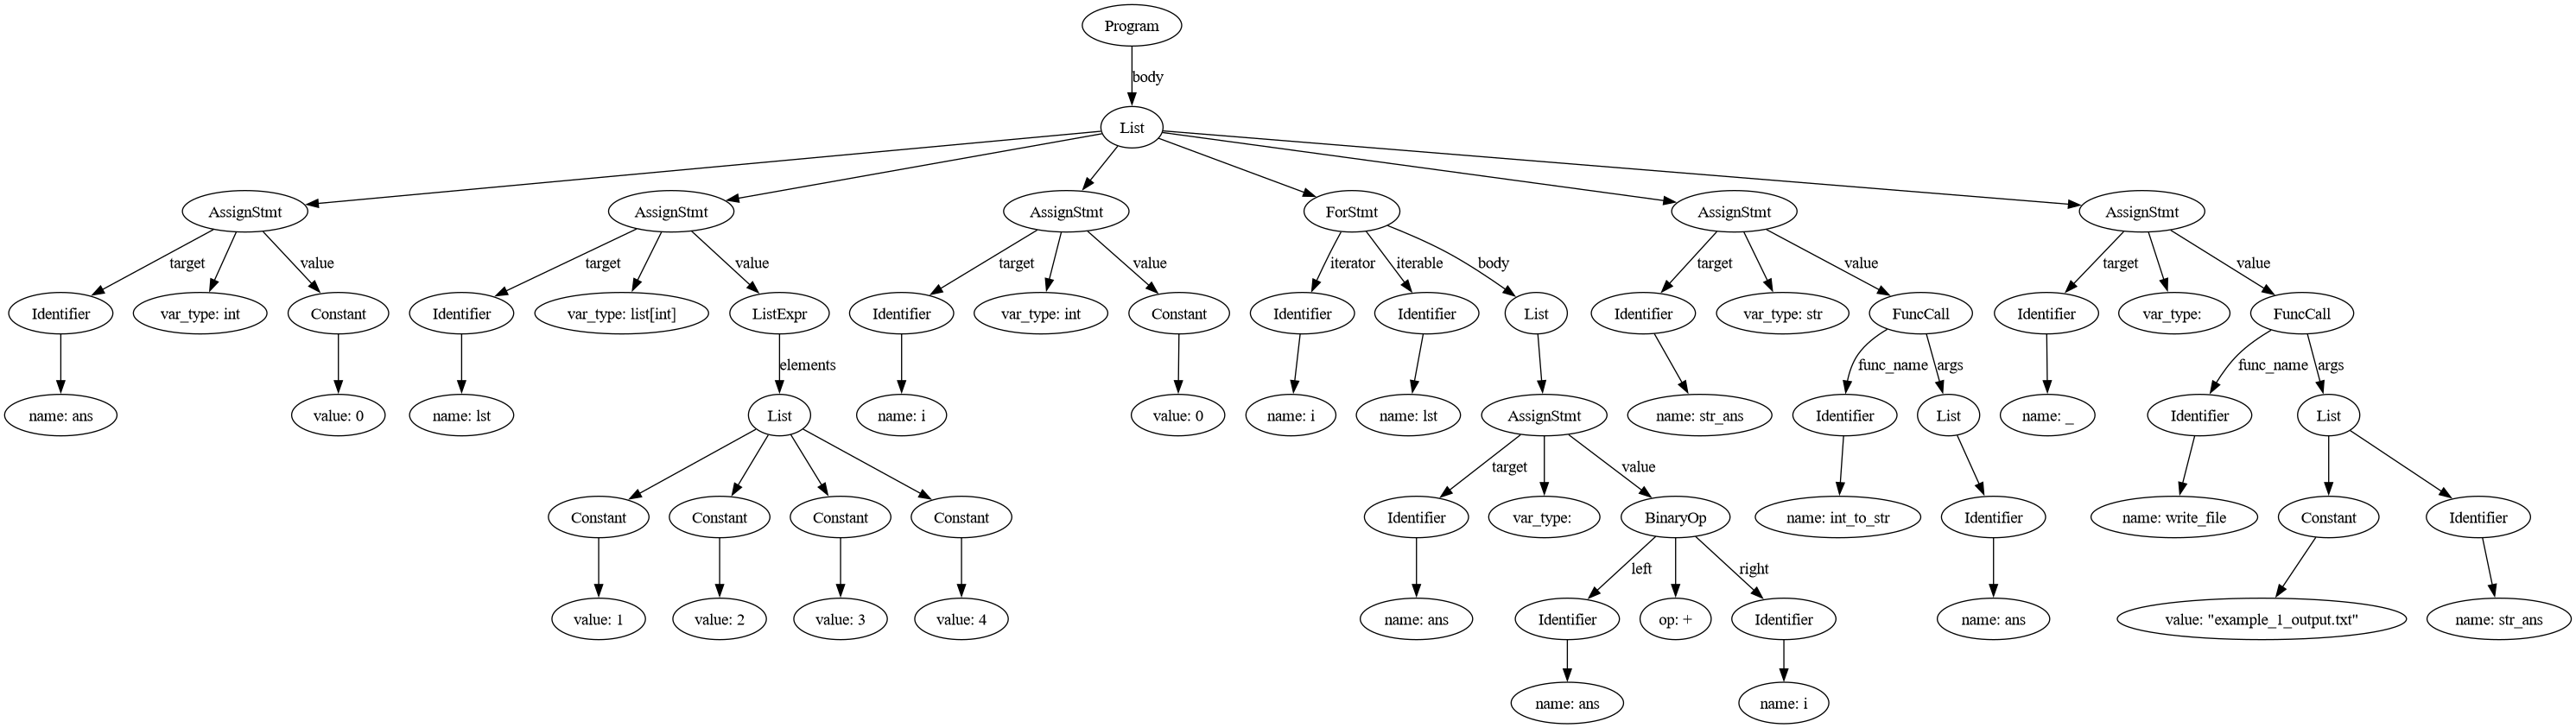 Program
body
List
AssignStmt AssignStmt AssignStmt ForStmt AssignStmt AssignStmt
target value target value target value iterator iterable body target value target value
Identifier var_type: int Constant Identifier var_type: list[int] ListExpr Identifier var_type: int Constant Identifier Identifier List Identifier var_type: str FuncCall Identifier var_type: FuncCall
elements func_name args func_name args
name: ans value: 0 name: lst List name: i value: 0 name: i name: lst AssignStmt name: str_ans Identifier List name: _ Identifier List
target value
Constant Constant Constant Constant Identifier var_type: BinaryOp name: int_to_str Identifier name: write_file Constant Identifier
left right
value: 1 value: 2 value: 3 value: 4 name: ans Identifier op: + Identifier name: ans value: "example_1_output.txt" name: str_ans
name: ans name: i